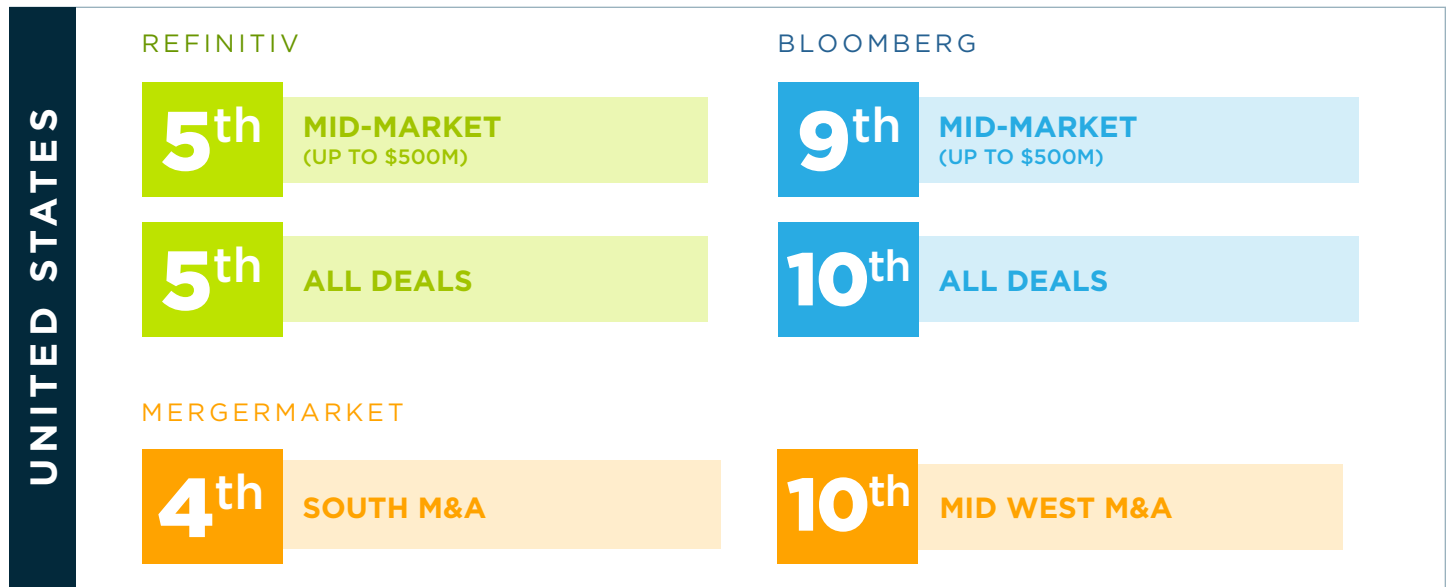 UNITED STATES
REFINITIV
5th
MID-MARKET
(UP TO $500M)
5th
ALL DEALS
BLOOMBERG
9th
MID-MARKET
(UP TO $500M)
10th
ALL DEALS
MERGERMARKET
4th
SOUTH M&A
10th
MID WEST M&A